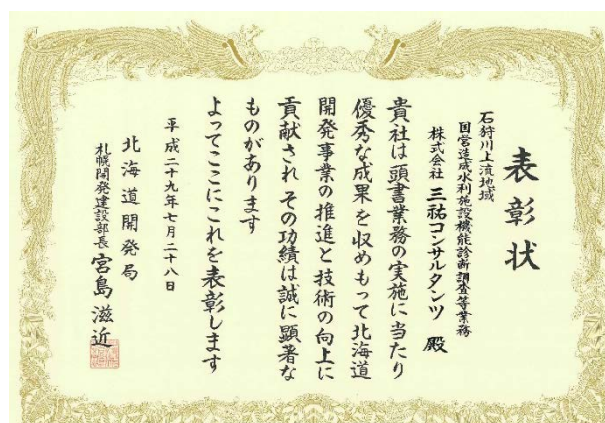 表彰状
石狩川上流地域
国営造成水利施設機能診断調査等業務
株式会社 三祐コンサルタンツ 殿
貴社は頭書業務の実施に当たり
優秀な成果を収めもって北海道
開発事業の推進と技術の向上に
貢献され その功績は誠に顕著な
ものがあります
よってここにこれを表彰します
平成二十九年七月二十八日
北海道開発局
札幌開発建設部長 宮島滋近